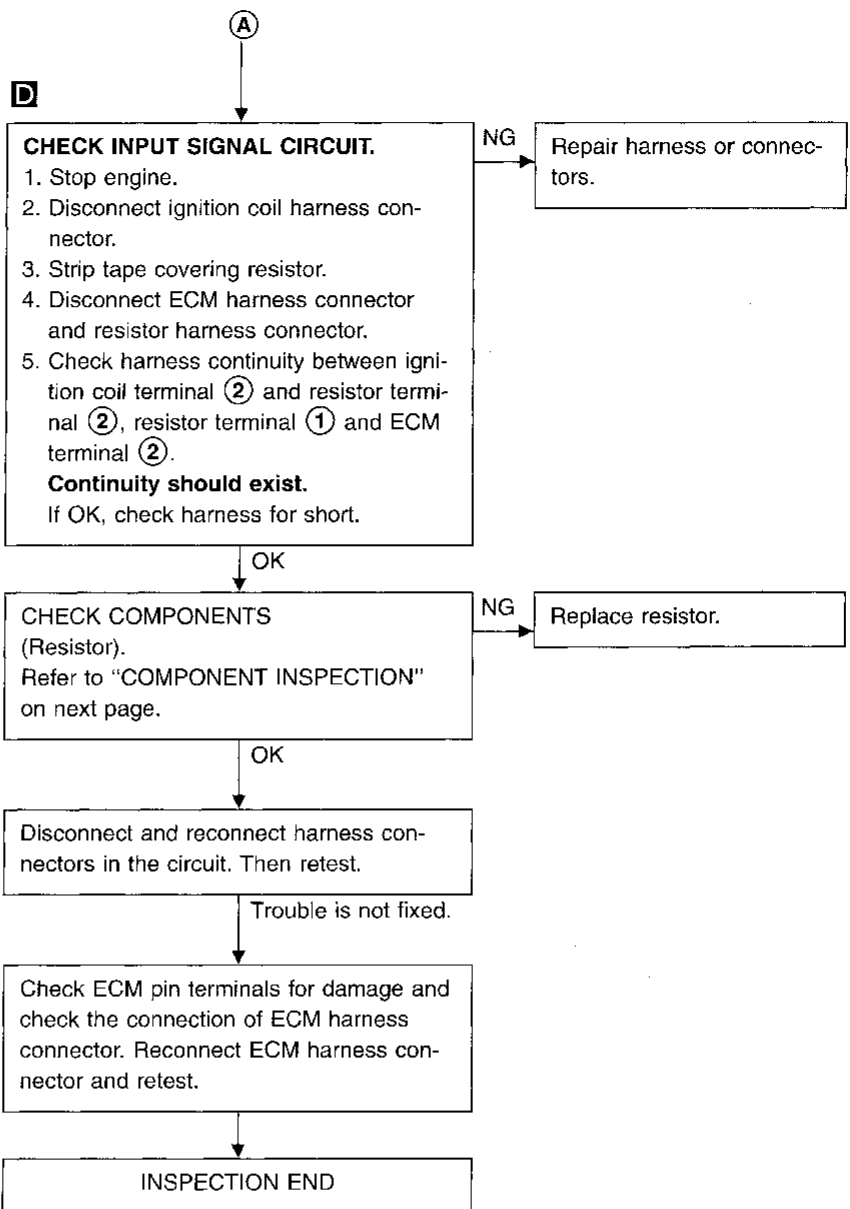 A
D
CHECK INPUT SIGNAL CIRCUIT.
1. Stop engine.
2. Disconnect ignition coil harness con-
nector.
3. Strip tape covering resistor.
4. Disconnect ECM harness connector
and resistor harness connector.
5. Check harness continuity between igni-
tion coil terminal ② and resistor termi-
nal ②, resistor terminal ① and ECM
terminal ②.
Continuity should exist.
If OK, check harness for short.
NG
Repair harness or connec-
tors.
OK
CHECK COMPONENTS
(Resistor).
Refer to “COMPONENT INSPECTION”
on next page.
NG
Replace resistor.
OK
Disconnect and reconnect harness con-
nectors in the circuit. Then retest.
Trouble is not fixed.
Check ECM pin terminals for damage and
check the connection of ECM harness
connector. Reconnect ECM harness con-
nector and retest.
INSPECTION END